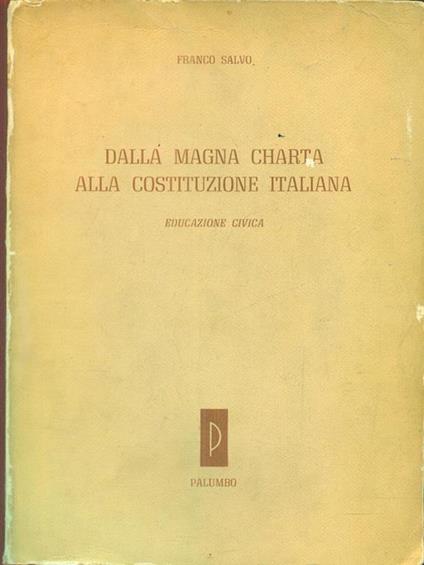 FRANCO SALVO
DALLA MAGNA CHARTA
ALLA COSTITUZIONE ITALIANA
EDUCAZIONE CIVICA
P
PALUMBO